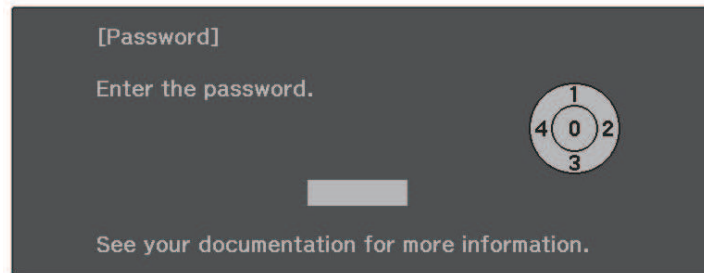 [Password]
Enter the password.
1
4 0 2
3
See your documentation for more information.